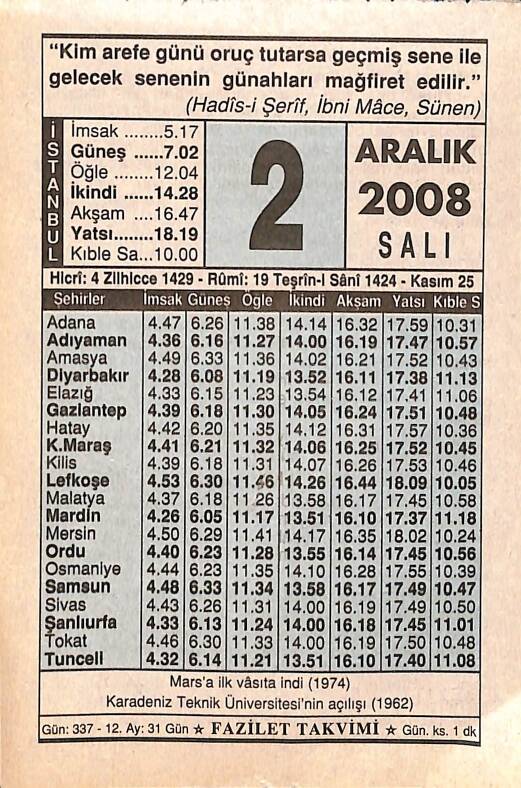 “Kim arefe günü oruç tutarsa geçmiş sene ile
gelecek senenin günahları mağfiret edilir.”
(Hadîs-i Şerîf, İbni Mâce, Sünen)
İSTANBUL
İmsak ........5.17
Güneş ......7.02
Öğle ........12.04
İkindi ......14.28
Akşam ....16.47
Yatsı........18.19
Kıble Sa...10.00
2
ARALIK
2008
SALI
Hicrî: 4 Zilhicce 1429 - Rûmî: 19 Teşrîn-i Sânî 1424 - Kasım 25
Şehirler İmsak Güneş Öğle İkindi Akşam Yatsı Kıble S
Adana 4.47 6.26 11.38 14.14 16.32 17.59 10.31
Adıyaman 4.36 6.16 11.27 14.00 16.19 17.47 10.57
Amasya 4.49 6.33 11.36 14.02 16.21 17.52 10.43
Diyarbakır 4.28 6.08 11.19 13.52 16.11 17.38 11.13
Elazığ 4.33 6.15 11.23 13.54 16.12 17.41 11.06
Gaziantep 4.39 6.18 11.30 14.05 16.24 17.51 10.48
Hatay 4.42 6.20 11.35 14.12 16.31 17.57 10.36
K.Maraş 4.41 6.21 11.32 14.06 16.25 17.52 10.45
Kilis 4.39 6.18 11.31 14.07 16.26 17.53 10.46
Lefkoşe 4.53 6.30 11.46 14.26 16.44 18.09 10.05
Malatya 4.37 6.18 11.26 13.58 16.17 17.45 10.58
Mardin 4.26 6.05 11.17 13.51 16.10 17.37 11.18
Mersin 4.50 6.29 11.41 14.17 16.35 18.02 10.24
Ordu 4.40 6.23 11.28 13.55 16.14 17.45 10.56
Osmaniye 4.44 6.23 11.35 14.10 16.28 17.55 10.39
Samsun 4.48 6.33 11.34 13.58 16.17 17.49 10.47
Sivas 4.43 6.26 11.31 14.00 16.19 17.49 10.50
Şanlıurfa 4.33 6.13 11.24 14.00 16.18 17.45 11.01
Tokat 4.46 6.30 11.33 14.00 16.19 17.50 10.48
Tunceli 4.32 6.14 11.21 13.51 16.10 17.40 11.08
Mars'a ilk vâsıta indi (1974)
Karadeniz Teknik Üniversitesi'nin açılışı (1962)
Gün: 337 - 12. Ay: 31 Gün ★ FAZİLET TAKVİMİ ★ Gün. ks. 1 dk